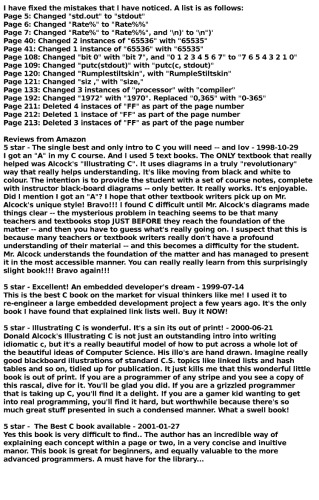 I have fixed the mistakes that I have noticed. A list is as follows:
Page 5: Changed "std.out" to "stdout"
Page 6: Changed "Rate%" to "Rate%%"
Page 7: Changed "Rate%" to "Rate%%", and '\n)' to '\n")'
Page 40: Changed 2 instances of "65536" with "65535"
Page 41: Changed 1 instance of "65536" with "65535"
Page 108: Changed "bit 0" with "bit 7", and "0 1 2 3 4 5 6 7" to "7 6 5 4 3 2 1 0"
Page 109: Changed "putc(stdout)" with "putc(c, stdout)"
Page 120: Changed "Rumplestiltskin", with "RumpleStiltskin"
Page 121: Changed "siz ," with "size,"
Page 133: Changed 3 instances of "processor" with "compiler"
Page 192: Changed "1972" with "1970". Replaced "0,365" with "0-365"
Page 211: Deleted 4 instaces of "FF" as part of the page number
Page 212: Deleted 1 instace of "FF" as part of the page number
Page 213: Deleted 3 instaces of "FF" as part of the page number
Reviews from Amazon
5 star - The single best and only intro to C you will need -- and lov - 1998-10-29
I got an "A" in my C course. And I used 5 text books. The ONLY textbook that really
helped was Alcock's "Illustrating C". It uses diagrams in a truly "revolutionary"
way that really helps understanding. It's like moving from black and white to
colour. The intention is to provide the student with a set of course notes, complete
with instructor black-board diagrams -- only better. It really works. It's enjoyable.
Did I mention I got an "A"? I hope that other textbook writers pick up on Mr.
Alcock's unique style! Bravo!!! I found C difficult until Mr. Alcock's diagrams made
things clear -- the mysterious problem in teaching seems to be that many
teachers and textbooks stop JUST BEFORE they reach the foundation of the
matter -- and then you have to guess what's really going on. I suspect that this is
because many teachers or textbook writers really don't have a profound
understanding of their material -- and this becomes a difficulty for the student.
Mr. Alcock understands the foundation of the matter and has managed to present
it in the most accessible manner. You can really really learn from this surprisingly
slight book!!! Bravo again!!!
5 star - Excellent! An embedded developer's dream - 1999-07-14
This is the best C book on the market for visual thinkers like me! I used it to
re-engineer a large embedded development project a few years ago. It's the only
book I have found that explained link lists well. Buy it NOW!
5 star - Illustrating C is wonderful. It's a sin its out of print! - 2000-06-21
Donald Alcock's Illustrating C is not just an outstanding intro into writing
idiomatic c, but it's a really beautiful model of how to put across a whole lot of
the beautiful ideas of Computer Science. His illo's are hand drawn. Imagine really
good blackboard illustrations of standard C.S. topics like linked lists and hash
tables and so on, tidied up for publication. It just kills me that this wonderful little
book is out of print. If you are a programmer of any stripe and you see a copy of
this rascal, dive for it. You'll be glad you did. If you are a grizzled programmer
that is taking up C, you'll find it a delight. If you are a gamer kid wanting to get
into real programming, you'll find it hard, but worthwhile because there's so
much great stuff presented in such a condensed manner. What a swell book!
5 star - The Best C book available - 2001-01-27
Yes this book is very difficult to find.. The author has an incredible way of
explaining each concept within a page or two, in a very concise and inuitive
manor. This book is great for beginners, and equally valuable to the more
advanced programmers. A must have for the library...